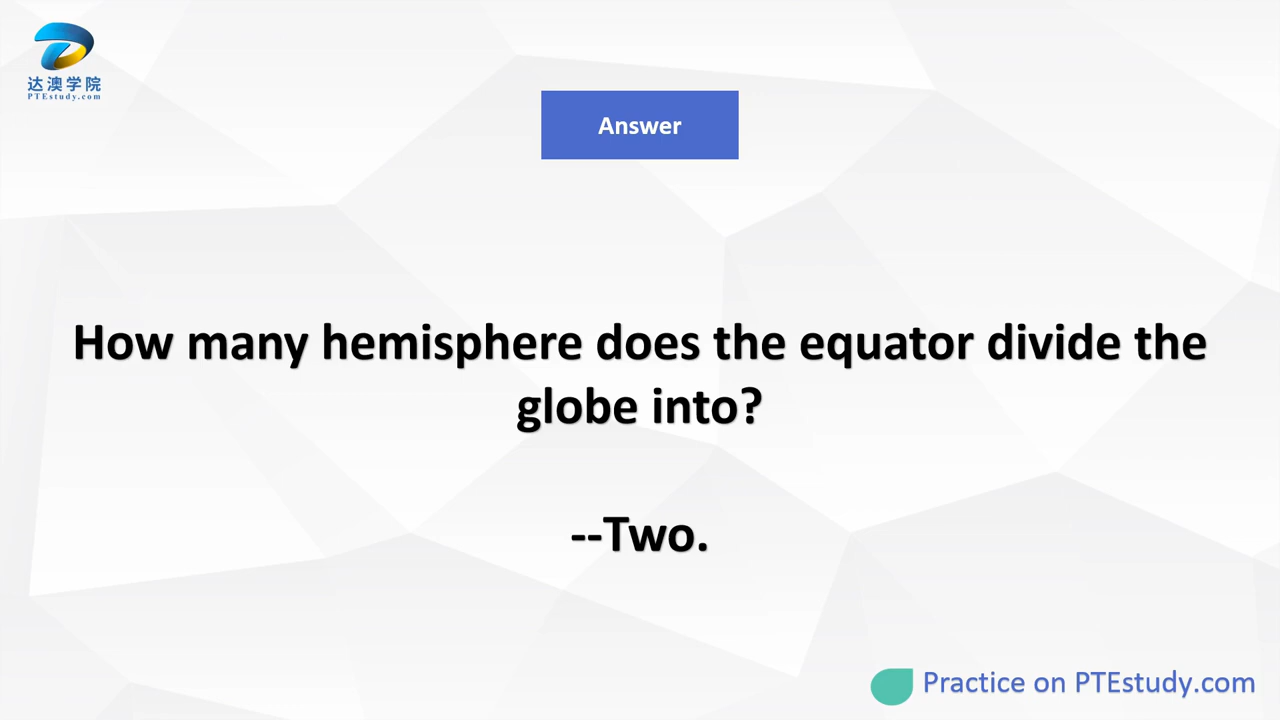 达澳学院
PTEstudy.com
Answer
How many hemisphere does the equator divide the
globe into?
--Two.
Practice on PTEstudy.com